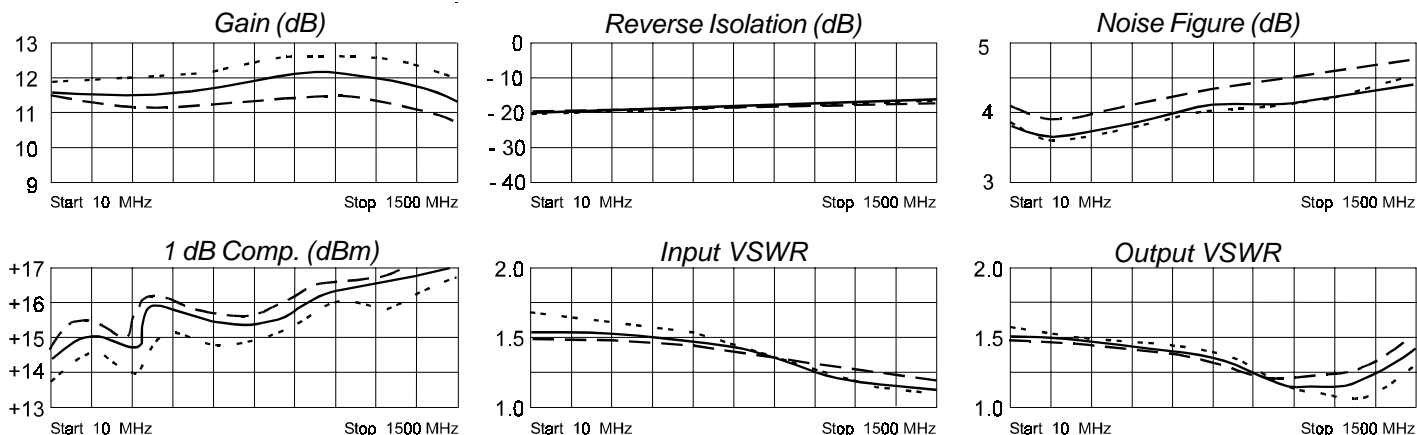 Gain (dB)
13
12
11
10
9
Start 10 MHz
Stop 1500 MHz
Reverse Isolation (dB)
0
- 10
- 20
- 30
- 40
Start 10 MHz
Stop 1500 MHz
Noise Figure (dB)
5
4
3
Start 10 MHz
Stop 1500 MHz
1 dB Comp. (dBm)
+17
+16
+15
+14
+13
Start 10 MHz
Stop 1500 MHz
Input VSWR
2.0
1.5
1.0
Start 10 MHz
Stop 1500 MHz
Output VSWR
2.0
1.5
1.0
Start 10 MHz
Stop 1500 MHz